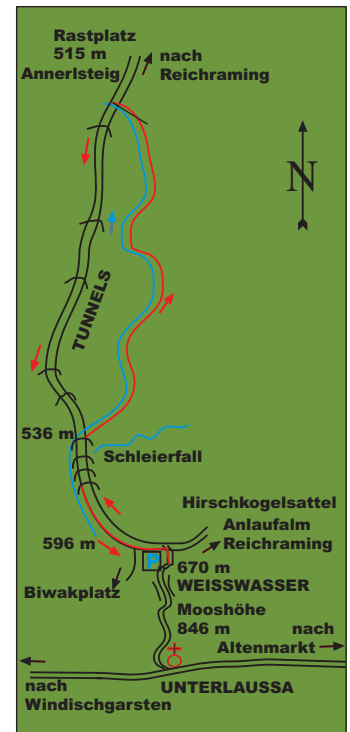 Rastplatz
515 m
Annerlsteig
nach
Reichraming
N
TUNNELS
536 m
Schleierfall
Hirschkogelsattel
Anlaufalm
Reichraming
596 m
P
670 m
WEISSWASSER
Biwakplatz
Mooshöhe
846 m
nach
Altenmarkt
nach
Windischgarsten
UNTERLAUSSA